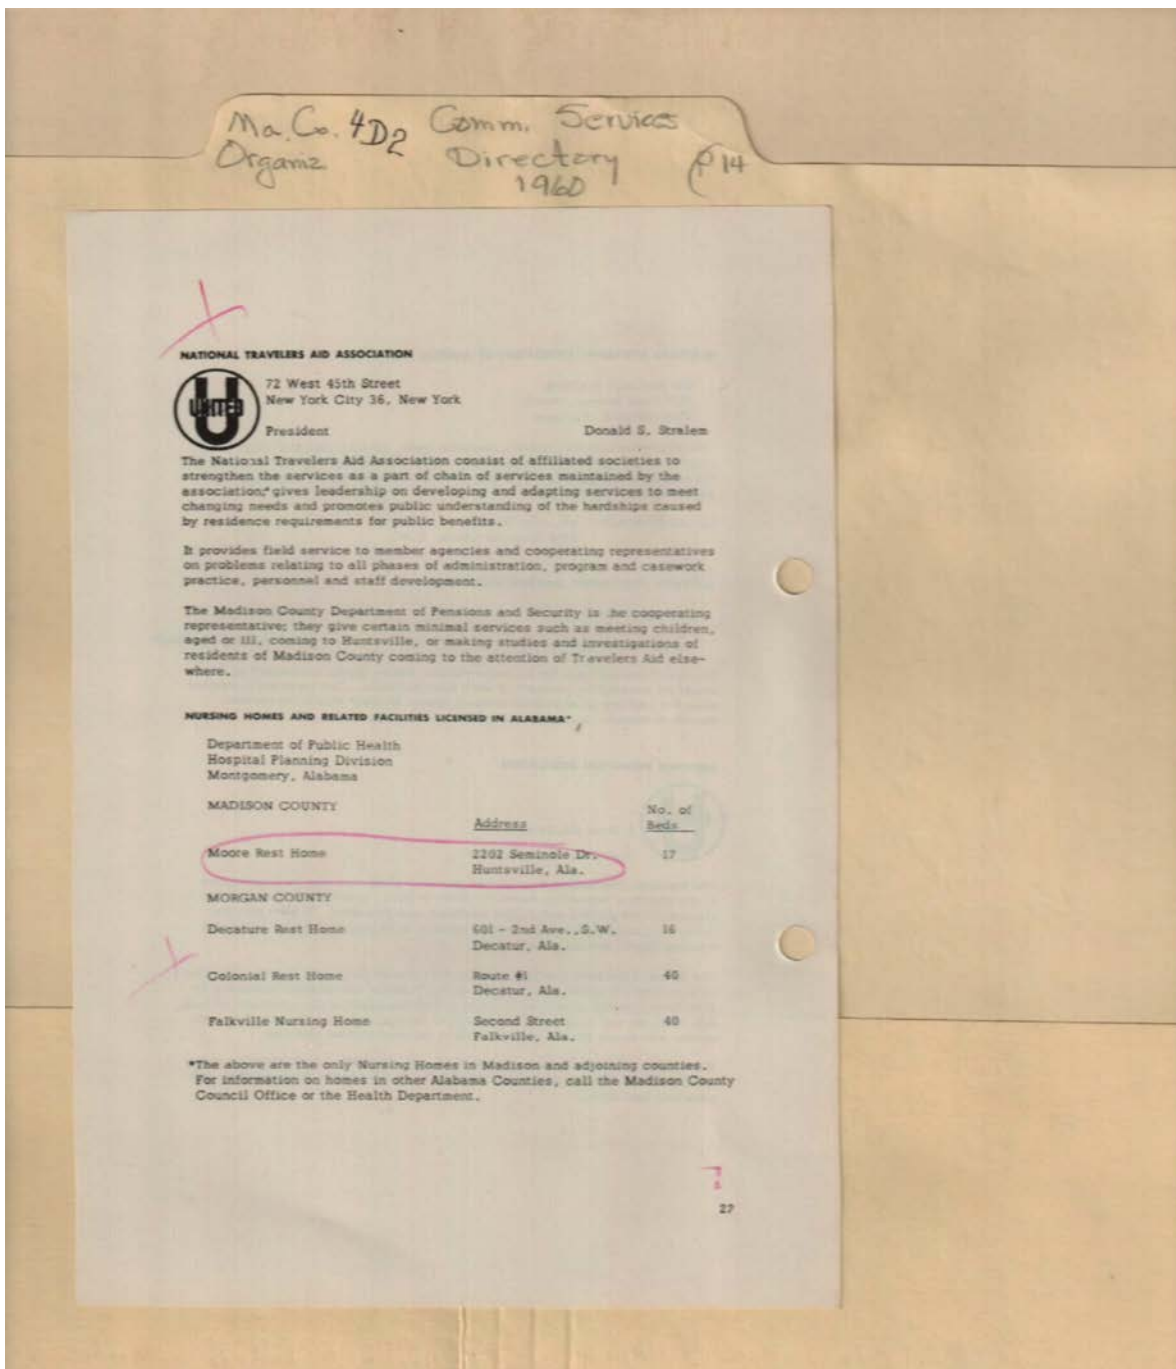 Ma. Co. 4D2 Comm. Services
Organiz Directory P 14
1960
NATIONAL TRAVELERS AID ASSOCIATION
UNITED
72 West 45th Street
New York City 36, New York
President Donald S. Stralem
The National Travelers Aid Association consist of affiliated societies to
strengthen the services as a part of chain of services maintained by the
association;" gives leadership on developing and adapting services to meet
changing needs and promotes public understanding of the hardships caused
by residence requirements for public benefits.
It provides field service to member agencies and cooperating representatives
on problems relating to all phases of administration, program and casework
practice, personnel and staff development.
The Madison County Department of Pensions and Security is he cooperating
representative; they give certain minimal services such as meeting children,
aged or ill, coming to Huntsville, or making studies and investigations of
residents of Madison County coming to the attention of Travelers Aid else-
where.
NURSING HOMES AND RELATED FACILITIES LICENSED IN ALABAMA*
Department of Public Health
Hospital Planning Division
Montgomery, Alabama
MADISON COUNTY No. of
Address Beds
Moore Rest Home 2202 Seminole Dr. 17
Huntsville, Ala.
MORGAN COUNTY
Decature Rest Home 601 - 2nd Ave., S.W. 16
Decatur, Ala.
Colonial Rest Home Route #1 40
Decatur, Ala.
Falkville Nursing Home Second Street 40
Falkville, Ala.
*The above are the only Nursing Homes in Madison and adjoining counties.
For information on homes in other Alabama Counties, call the Madison County
Council Office or the Health Department.
27